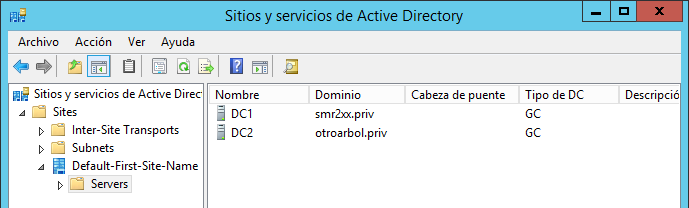 Sitios y servicios de Active Directory
Archivo Acción Ver Ayuda
Sitios y servicios de Active Direct
Sites
Inter-Site Transports
Subnets
Default-First-Site-Name
Servers
Nombre Dominio Cabeza de puente Tipo de DC Descripció
DC1 smr2xx.priv GC
DC2 otroarbol.priv GC